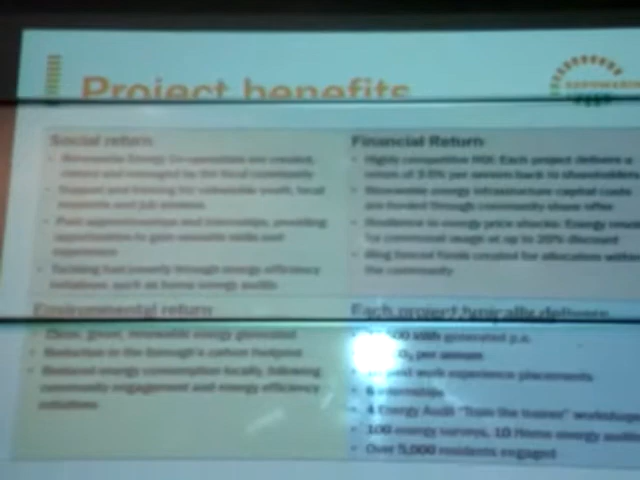 Project benefits
Social return
Renewable Energy Co-operatives are created,
owned and managed by the local community
Support and training for vulnerable youth, local
residents and job seekers
Paid apprenticeships and internships, providing
opportunities to gain valuable skills and
experience
Tackling fuel poverty through energy efficiency
initiatives, such as home energy audits
Financial Return
Highly competitive ROI: Each project delivers a
return of 3-5% per annum back to shareholders
Renewable energy infrastructure capital costs
are funded through community share offer
Resilience to energy price shocks: Energy
for communal usage at up to 20% discount
Ring fenced funds created for allocation within
the community
Environmental return
Clean, green, renewable energy generated
Reduction in the borough's carbon footprint
Reduced energy consumption locally, following
community engagement and energy efficiency
initiatives
Each project typically delivers
kWh generated p.a.
per annum
work experience placements
internships
4 Energy Audit "train the trainer" workshops
100 energy surveys, 10 Home energy audits
Over 5,000 residents engaged